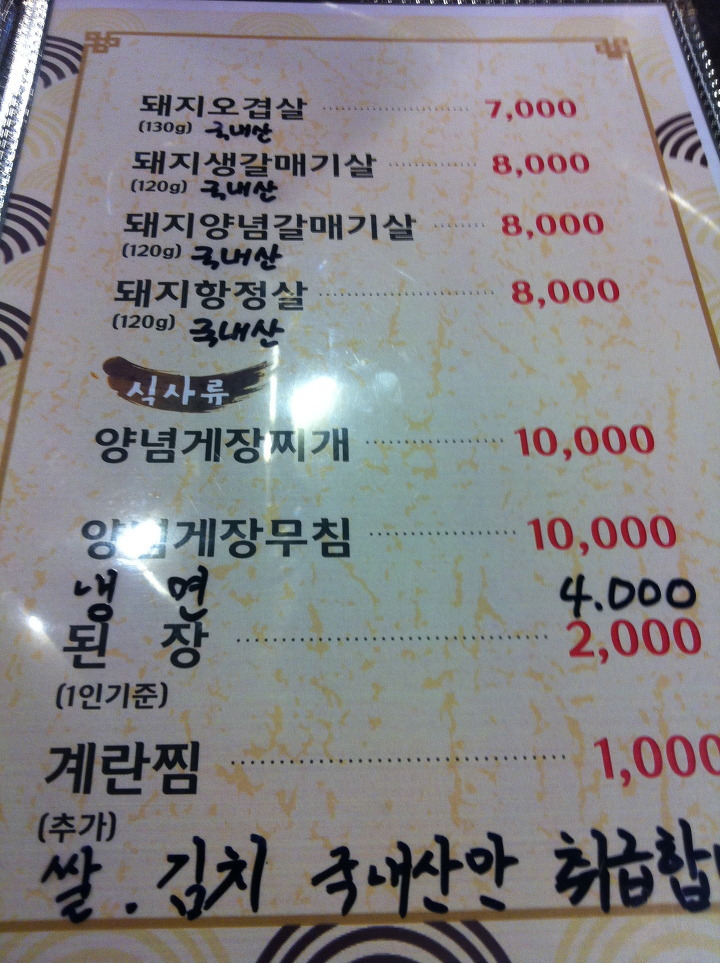 돼지오겹살 7,000
(130g) 국내산
돼지생갈매기살 8,000
(120g) 국내산
돼지양념갈매기살 8,000
(120g) 국내산
돼지항정살 8,000
(120g) 국내산
식사류
양념게장찌개 10,000
양념게장무침 10,000
냉 면 4.000
된 장 2,000
(1인기준)
계란찜 1,000
(추가)
쌀. 김치 국내산만 취급합